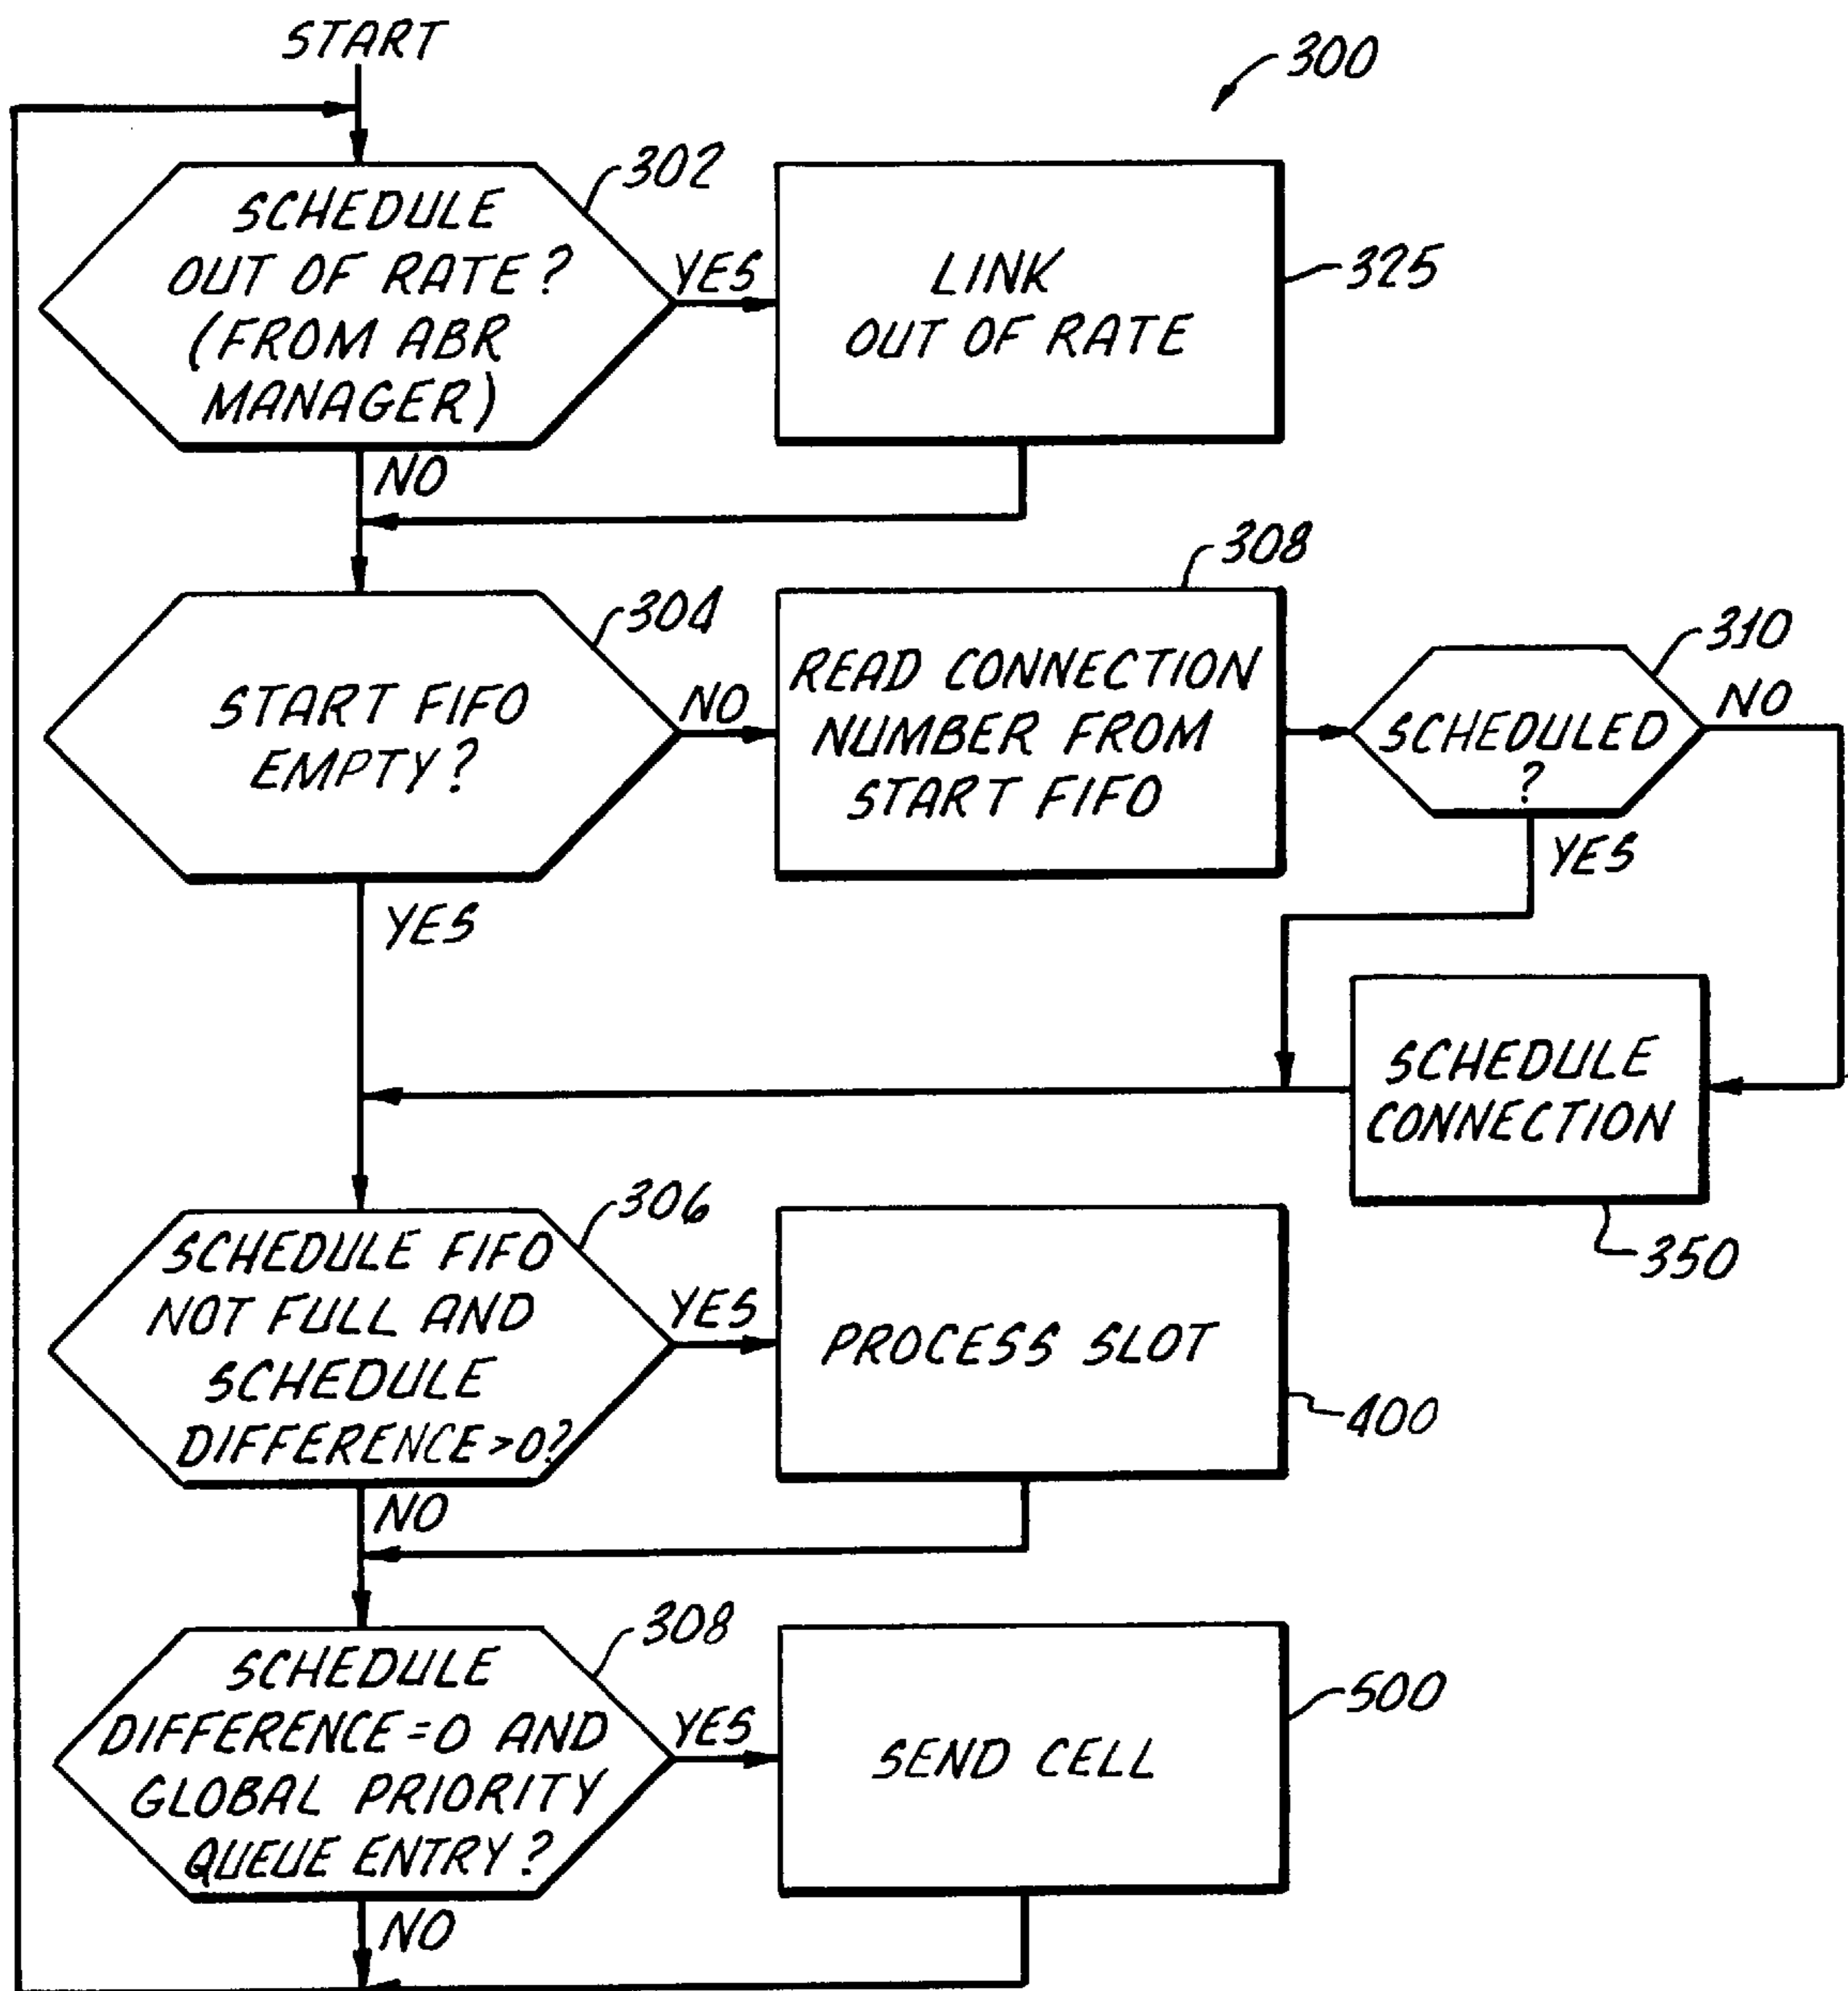 START
300
302
SCHEDULE
OUT OF RATE?
(FROM ABR
MANAGER)
YES
LINK
OUT OF RATE
325
NO
308
304
START FIFO
EMPTY?
NO
READ CONNECTION
NUMBER FROM
START FIFO
310
SCHEDULED
?
NO
YES
YES
SCHEDULE
CONNECTION
350
306
SCHEDULE FIFO
NOT FULL AND
SCHEDULE
DIFFERENCE>0?
YES
PROCESS SLOT
400
NO
308
SCHEDULE
DIFFERENCE=0 AND
GLOBAL PRIORITY
QUEUE ENTRY?
YES
SEND CELL
500
NO